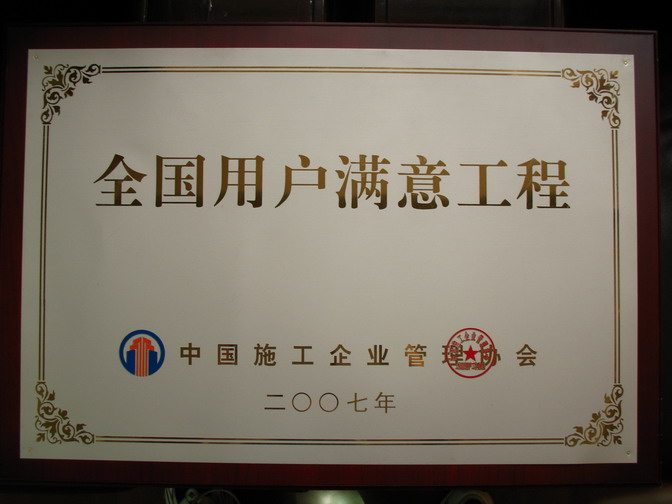 全国用户满意工程
中国施工企业管理协会
二〇〇七年